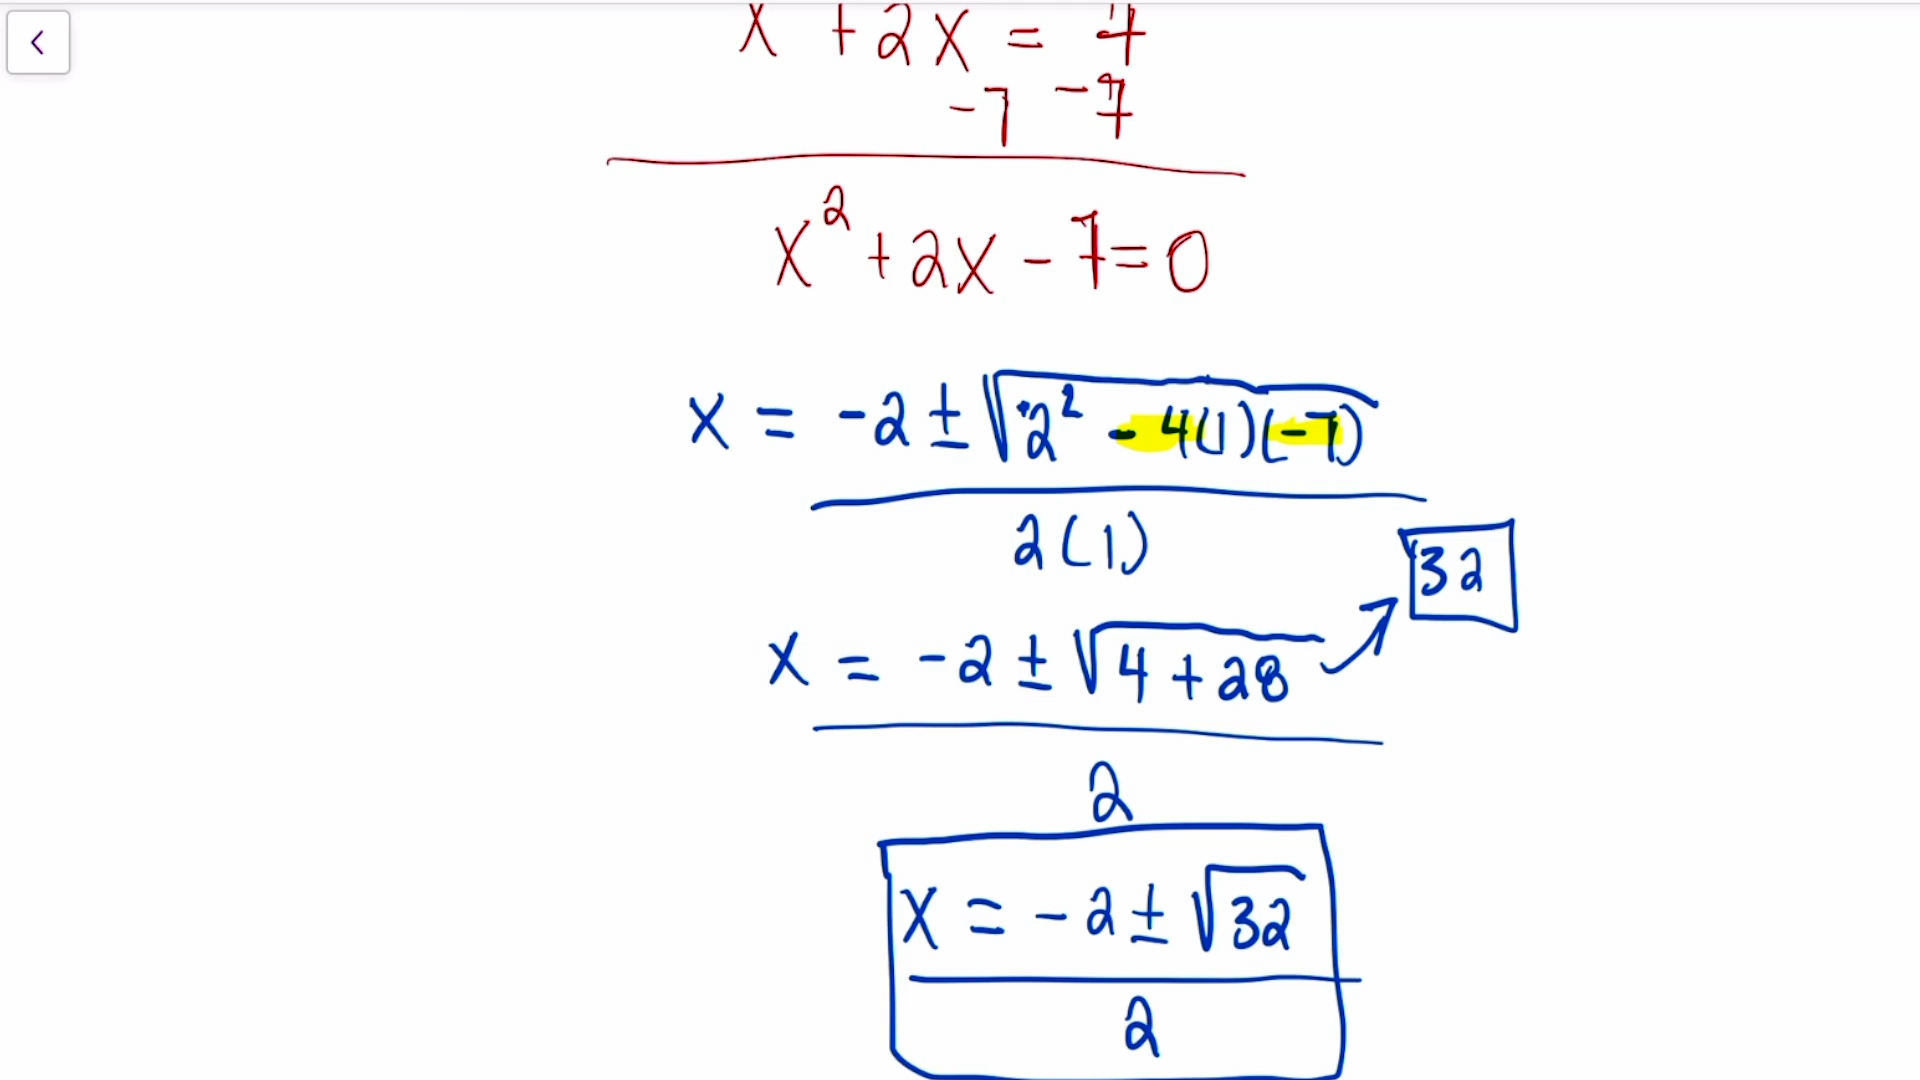 x + 2x = 7
-7 -7
x² + 2x - 7 = 0
x = -2 ± √2² - 4(1)(-7)
2(1)
32
x = -2 ± √4 + 28
2
x = -2 ± √32
2